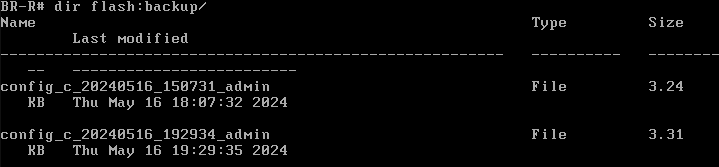 BR-R# dir flash:backup/
Name Type Size
Last modified
---------------------------------------------------- ---------- -------
-- -------------------------
config_c_20240516_150731_admin File 3.24
KB Thu May 16 18:07:32 2024
config_c_20240516_192934_admin File 3.31
KB Thu May 16 19:29:35 2024